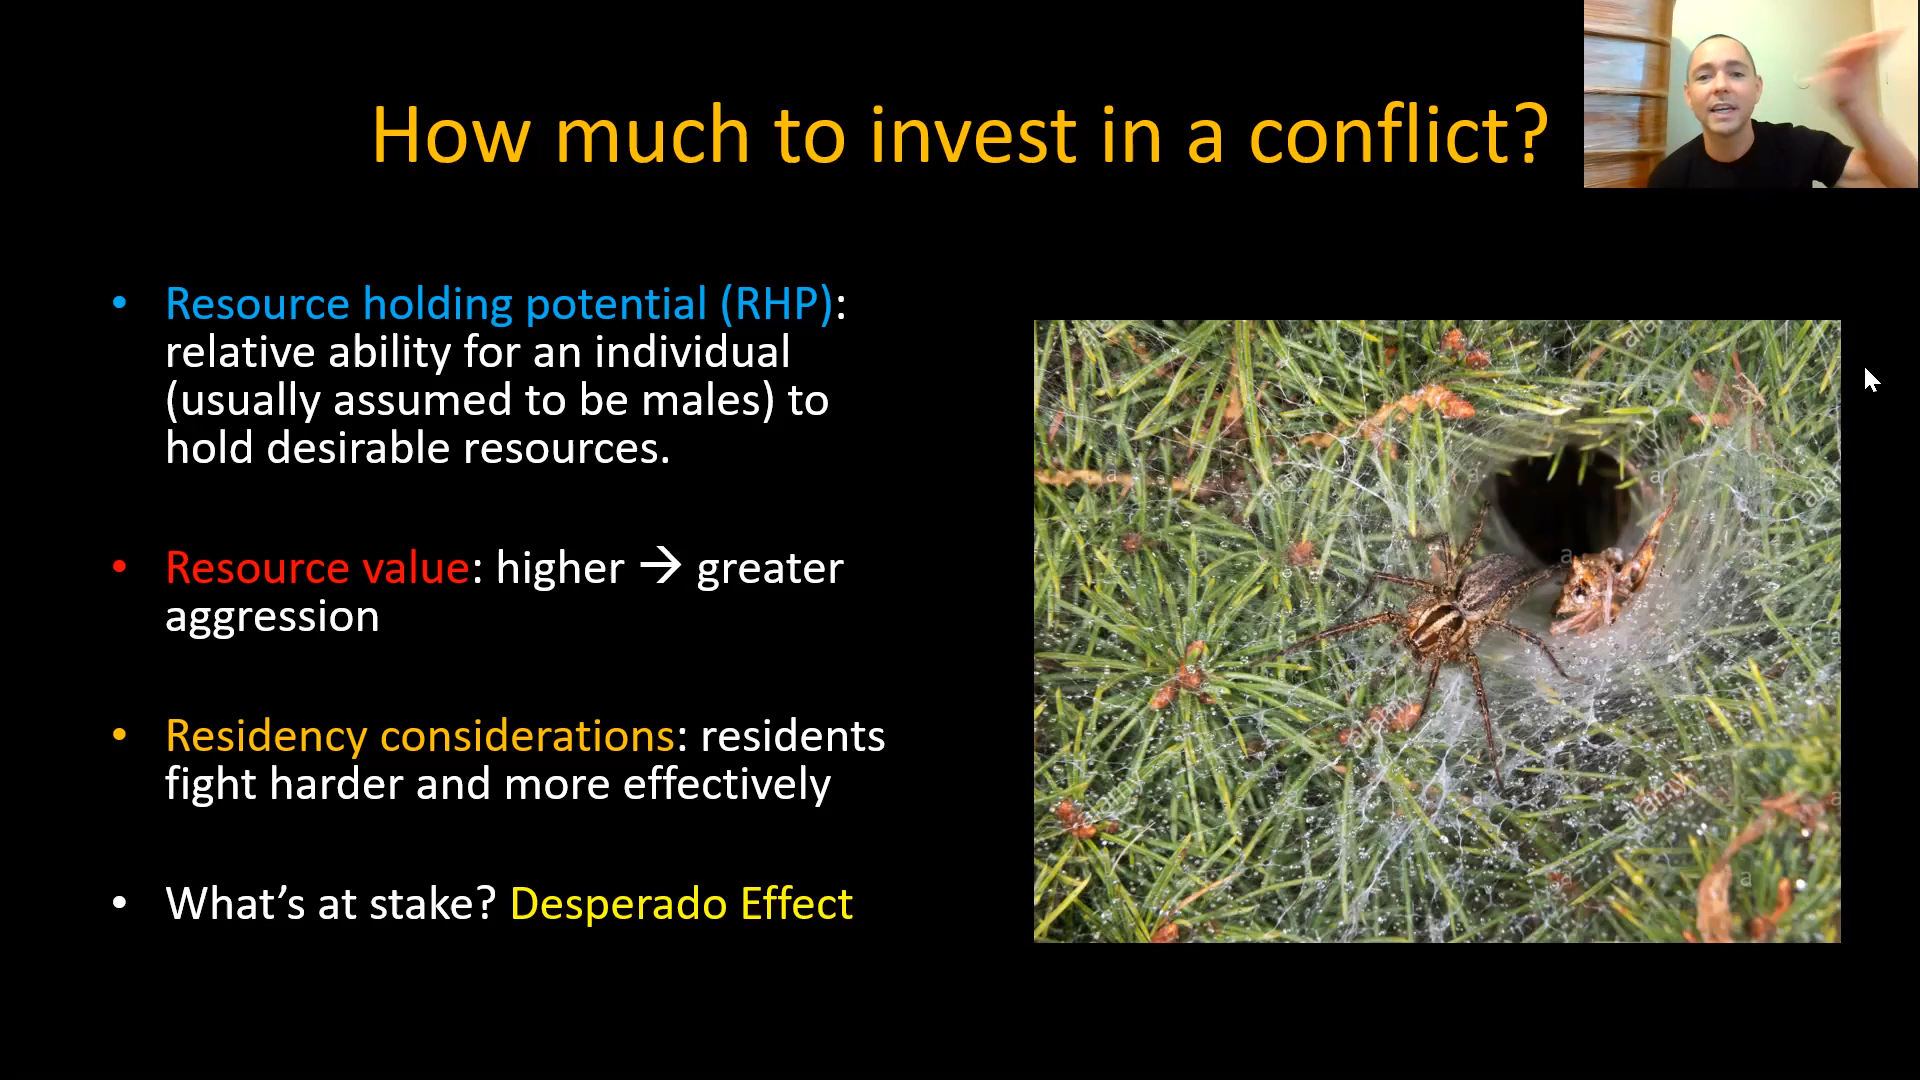 How much to invest in a conflict?
• Resource holding potential (RHP):
relative ability for an individual
(usually assumed to be males) to
hold desirable resources.
• Resource value: higher → greater
aggression
• Residency considerations: residents
fight harder and more effectively
• What’s at stake? Desperado Effect
alamy
a
a
a